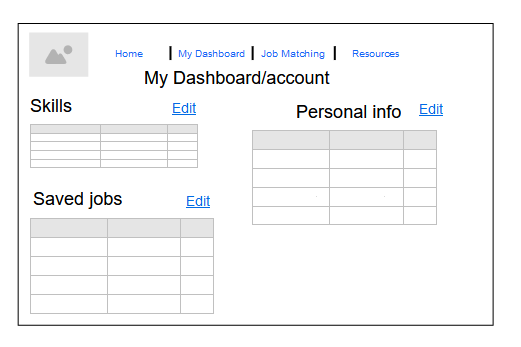 Home | My Dashboard | Job Matching | Resources
My Dashboard/account
Skills Edit
Personal info Edit
Saved jobs Edit